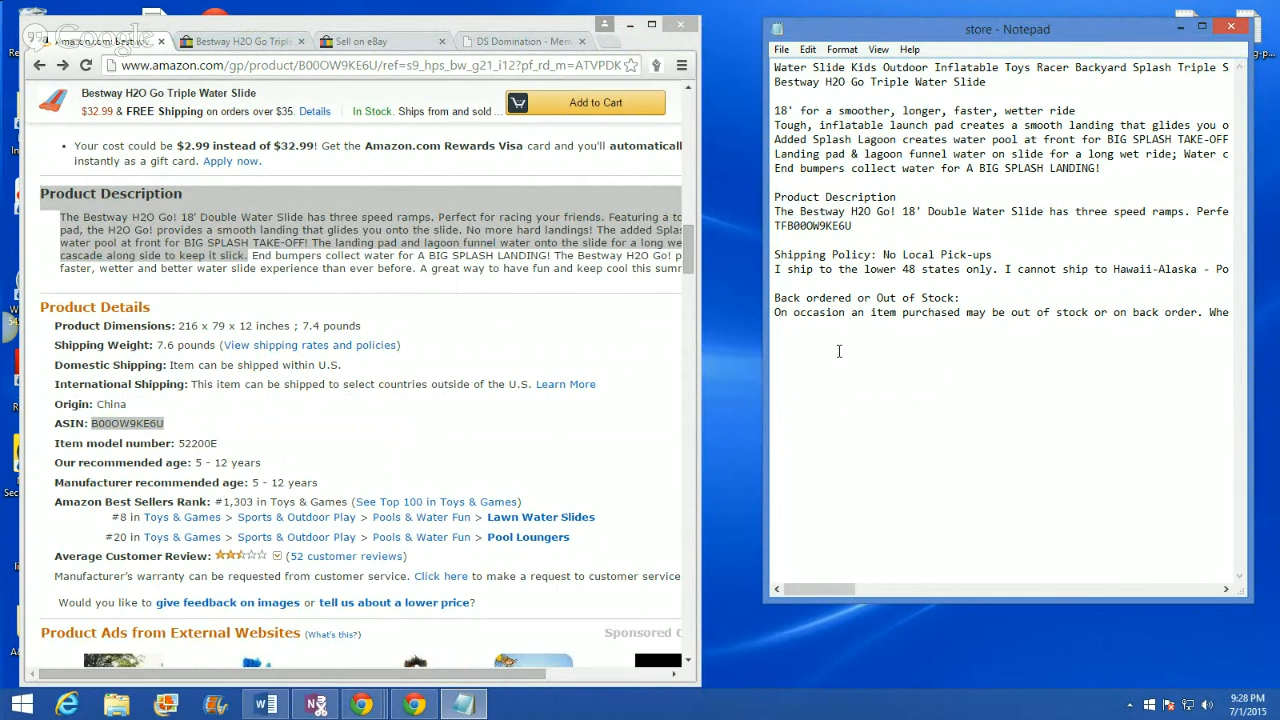 Google
Amazon.com: Bestw
Bestway H2O Go Triple
Sell on eBay
DS Domination - Mem
https://www.amazon.com/gp/product/B00OW9KE6U/ref=s9_hps_bw_g21_i12?pf_rd_m=ATVPDK
Bestway H2O Go Triple Water Slide
$32.99 & FREE Shipping on orders over $35. Details
In Stock. Ships from and sold ...
Add to Cart
• Your cost could be $2.99 instead of $32.99! Get the Amazon.com Rewards Visa card and you'll automatical
instantly as a gift card. Apply now.
Product Description
The Bestway H2O Go! 18' Double Water Slide has three speed ramps. Perfect for racing your friends. Featuring a to
pad, the H2O Go! provides a smooth landing that glides you onto the slide. No more hard landings! The added Splas
water pool at front for BIG SPLASH TAKE-OFF! The landing pad and lagoon funnel water onto the slide for a long we
cascade along side to keep it slick. End bumpers collect water for A BIG SPLASH LANDING! The Bestway H2O Go! p
faster, wetter and better water slide experience than ever before. A great way to have fun and keep cool this summ
Product Details
Product Dimensions: 216 x 79 x 12 inches ; 7.4 pounds
Shipping Weight: 7.6 pounds (View shipping rates and policies)
Domestic Shipping: Item can be shipped within U.S.
International Shipping: This item can be shipped to select countries outside of the U.S. Learn More
Origin: China
ASIN: B00OW9KE6U
Item model number: 52200E
Our recommended age: 5 - 12 years
Manufacturer recommended age: 5 - 12 years
Amazon Best Sellers Rank: #1,303 in Toys & Games (See Top 100 in Toys & Games)
#8 in Toys & Games > Sports & Outdoor Play > Pools & Water Fun > Lawn Water Slides
#20 in Toys & Games > Sports & Outdoor Play > Pools & Water Fun > Pool Loungers
Average Customer Review: (52 customer reviews)
Manufacturer's warranty can be requested from customer service. Click here to make a request to customer service
Would you like to give feedback on images or tell us about a lower price?
Product Ads from External Websites (What's this?)
Sponsored C
store - Notepad
File Edit Format View Help
Water Slide Kids Outdoor Inflatable Toys Racer Backyard Splash Triple S
Bestway H2O Go Triple Water Slide
18' for a smoother, longer, faster, wetter ride
Tough, inflatable launch pad creates a smooth landing that glides you o
Added Splash Lagoon creates water pool at front for BIG SPLASH TAKE-OFF
Landing pad & lagoon funnel water on slide for a long wet ride; Water c
End bumpers collect water for A BIG SPLASH LANDING!
Product Description
The Bestway H2O Go! 18' Double Water Slide has three speed ramps. Perfe
TFB00OW9KE6U
Shipping Policy: No Local Pick-ups
I ship to the lower 48 states only. I cannot ship to Hawaii-Alaska - Po
Back ordered or Out of Stock:
On occasion an item purchased may be out of stock or on back order. Whe
9:28 PM
7/1/2015